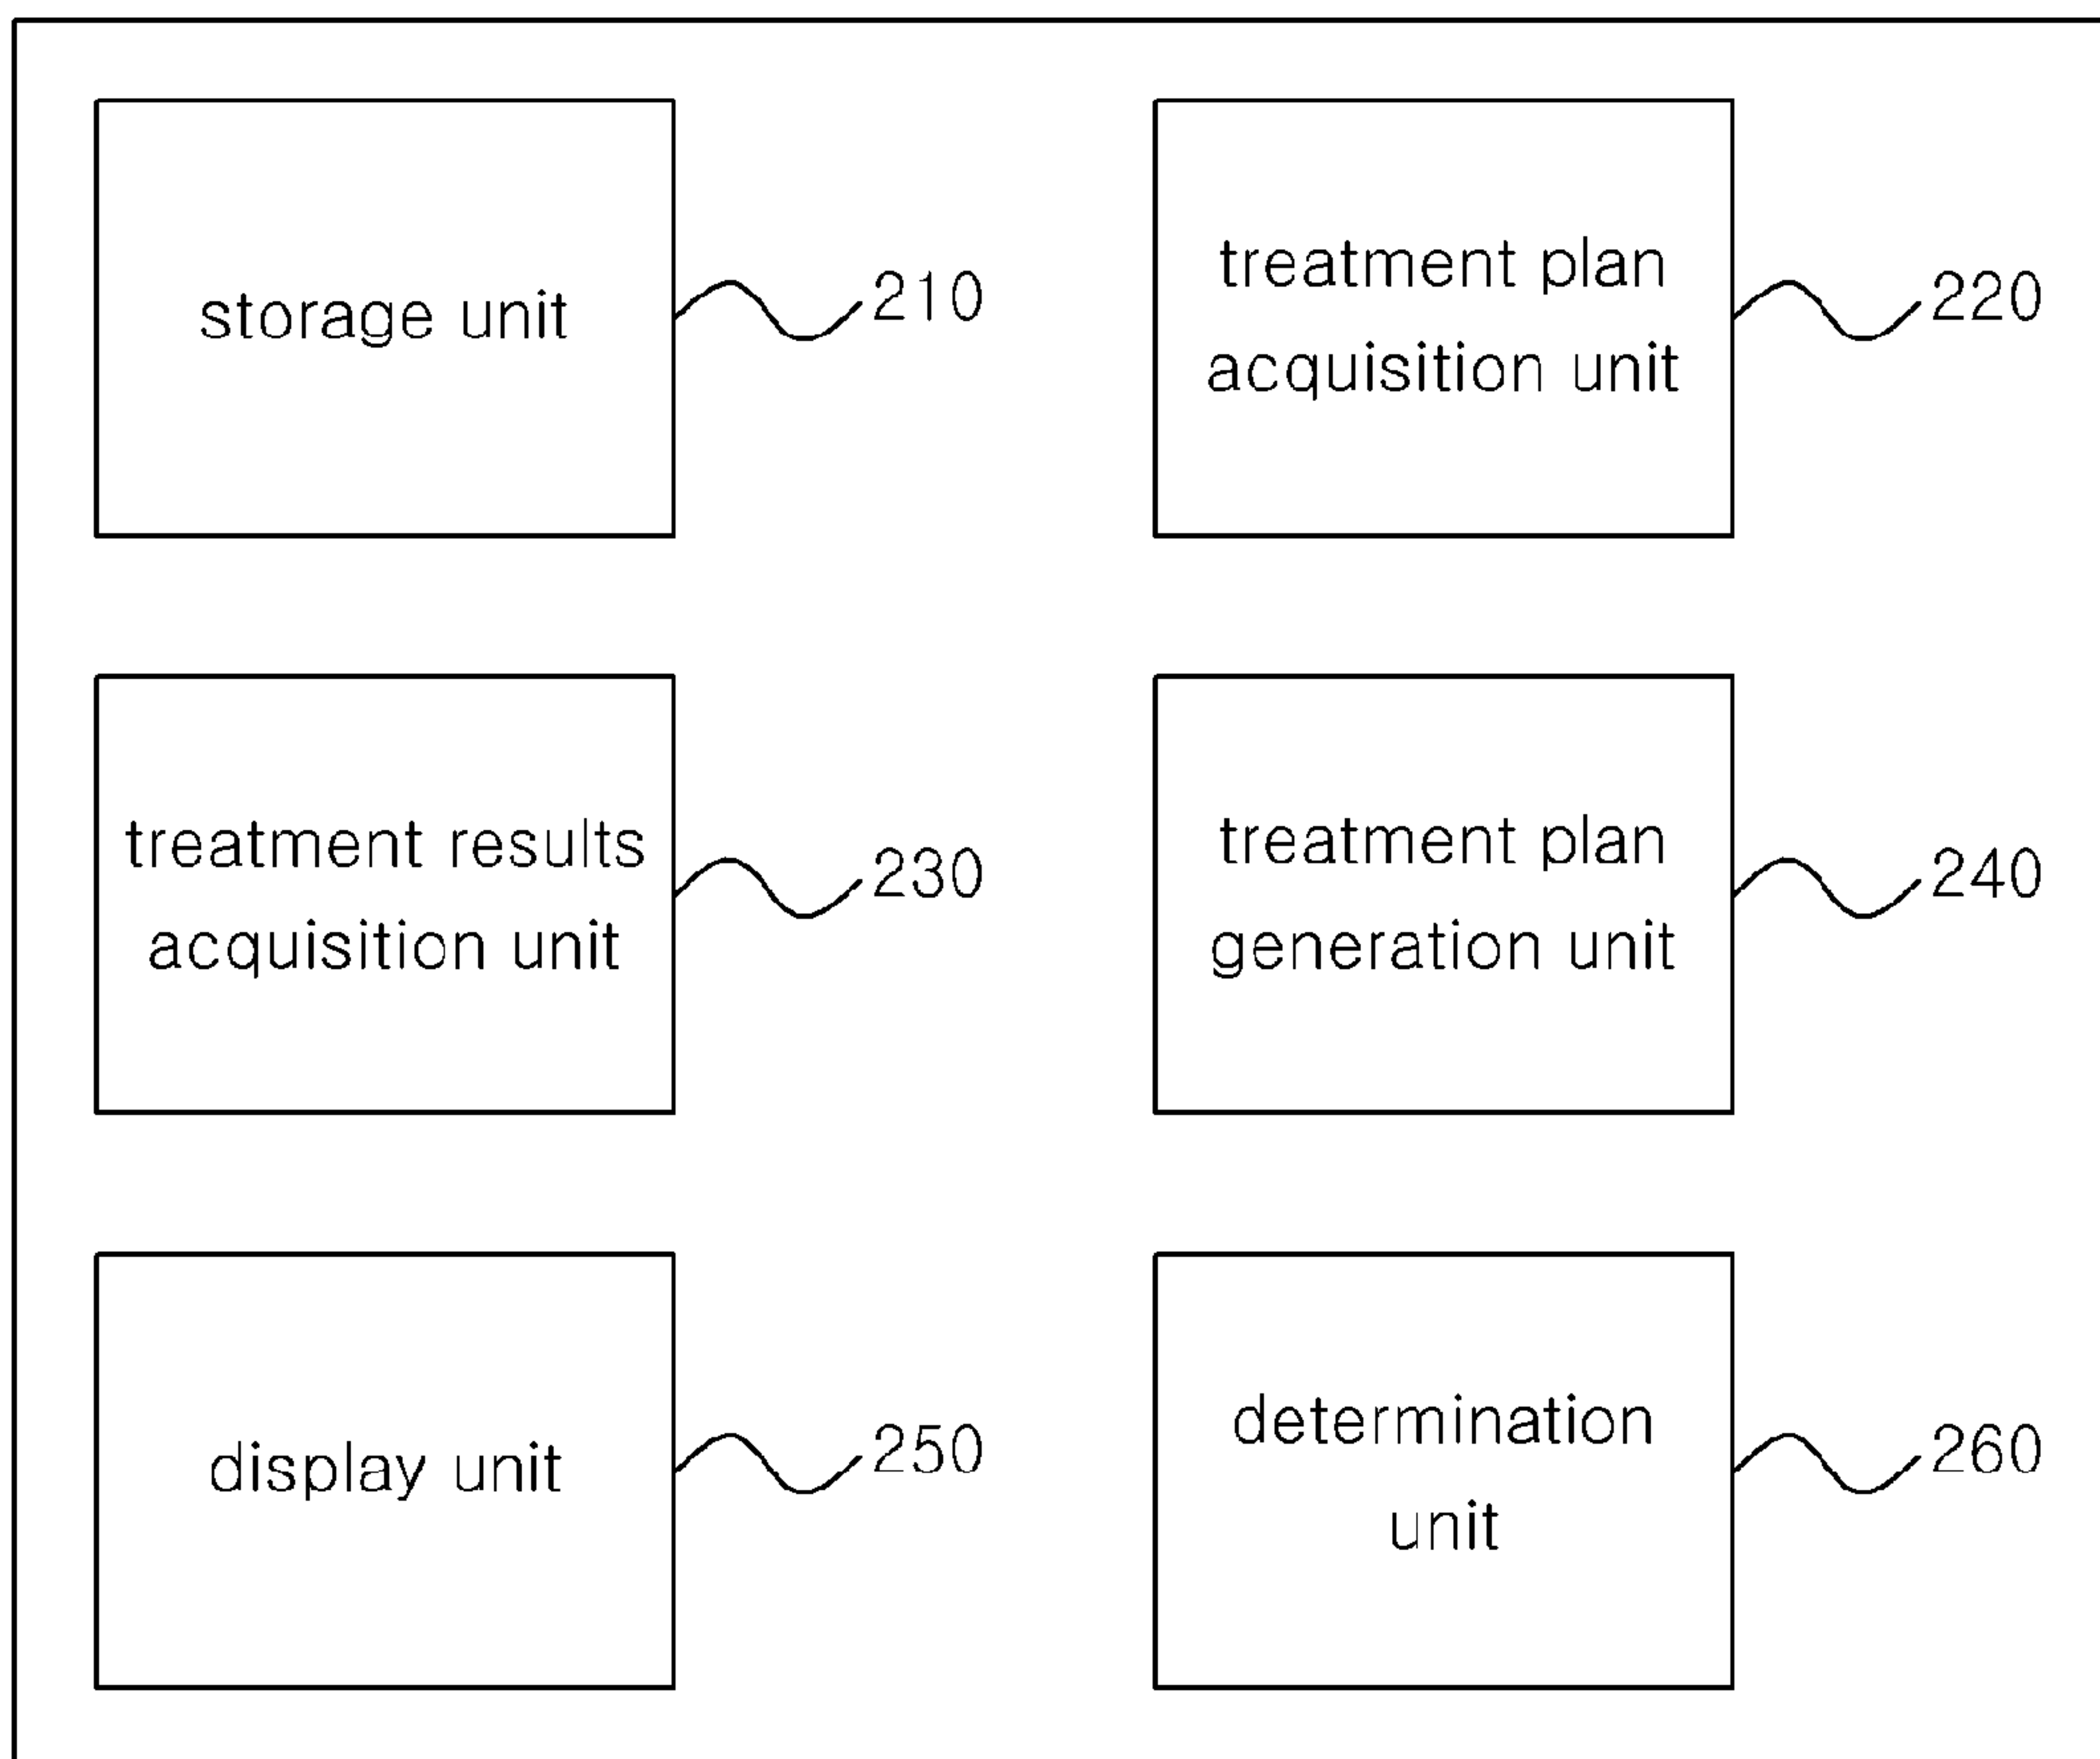 storage unit
210
treatment plan
acquisition unit
220
treatment results
acquisition unit
230
treatment plan
generation unit
240
display unit
250
determination
unit
260